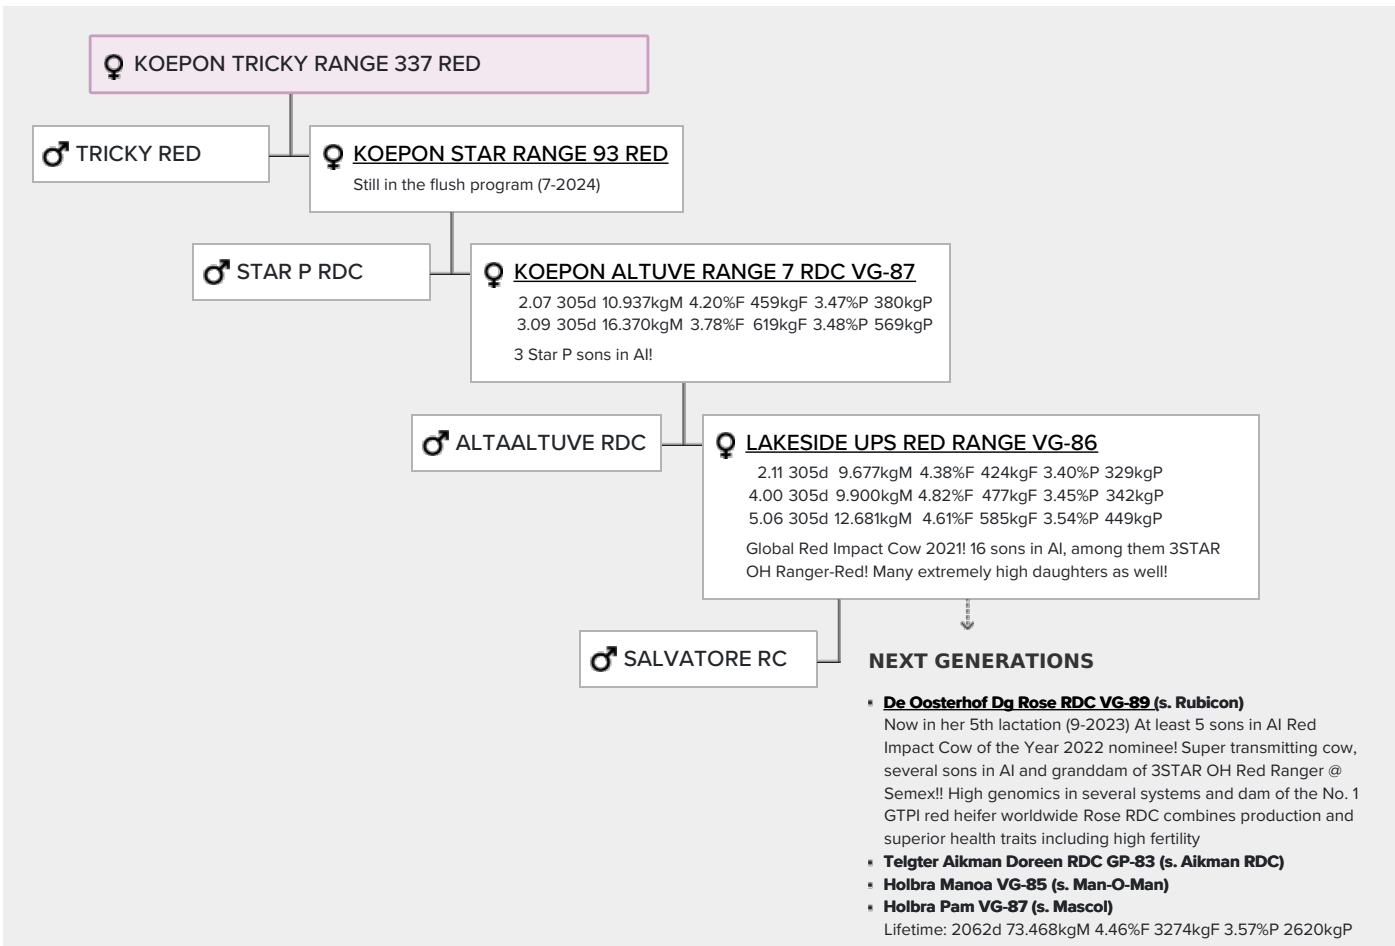 KOEPON TRICKY RANGE 337 RED
TRICKY RED
KOEPON STAR RANGE 93 RED
Still in the flush program (7-2024)
STAR P RDC
KOEPON ALTUVE RANGE 7 RDC VG-87
2.07 305d 10.937kgM 4.20%F 459kgF 3.47%P 380kgP
3.09 305d 16.370kgM 3.78%F 619kgF 3.48%P 569kgP
3 Star P sons in AI!
ALTAALTUVE RDC
LAKESIDE UPS RED RANGE VG-86
2.11 305d 9.677kgM 4.38%F 424kgF 3.40%P 329kgP
4.00 305d 9.900kgM 4.82%F 477kgF 3.45%P 342kgP
5.06 305d 12.681kgM 4.61%F 585kgF 3.54%P 449kgP
Global Red Impact Cow 2021! 16 sons in AI, among them 3STAR
OH Ranger-Red! Many extremely high daughters as well!
SALVATORE RC
NEXT GENERATIONS
De Oosterhof Dg Rose RDC VG-89 (s. Rubicon)
Now in her 5th lactation (9-2023) At least 5 sons in AI Red
Impact Cow of the Year 2022 nominee! Super transmitting cow,
several sons in AI and granddam of 3STAR OH Red Ranger @
Semex!! High genomics in several systems and dam of the No. 1
GTPI red heifer worldwide Rose RDC combines production and
superior health traits including high fertility
Telgter Aikman Doreen RDC GP-83 (s. Aikman RDC)
Holbra Manoa VG-85 (s. Man-O-Man)
Holbra Pam VG-87 (s. Mascol)
Lifetime: 2062d 73.468kgM 4.46%F 3274kgF 3.57%P 2620kgP